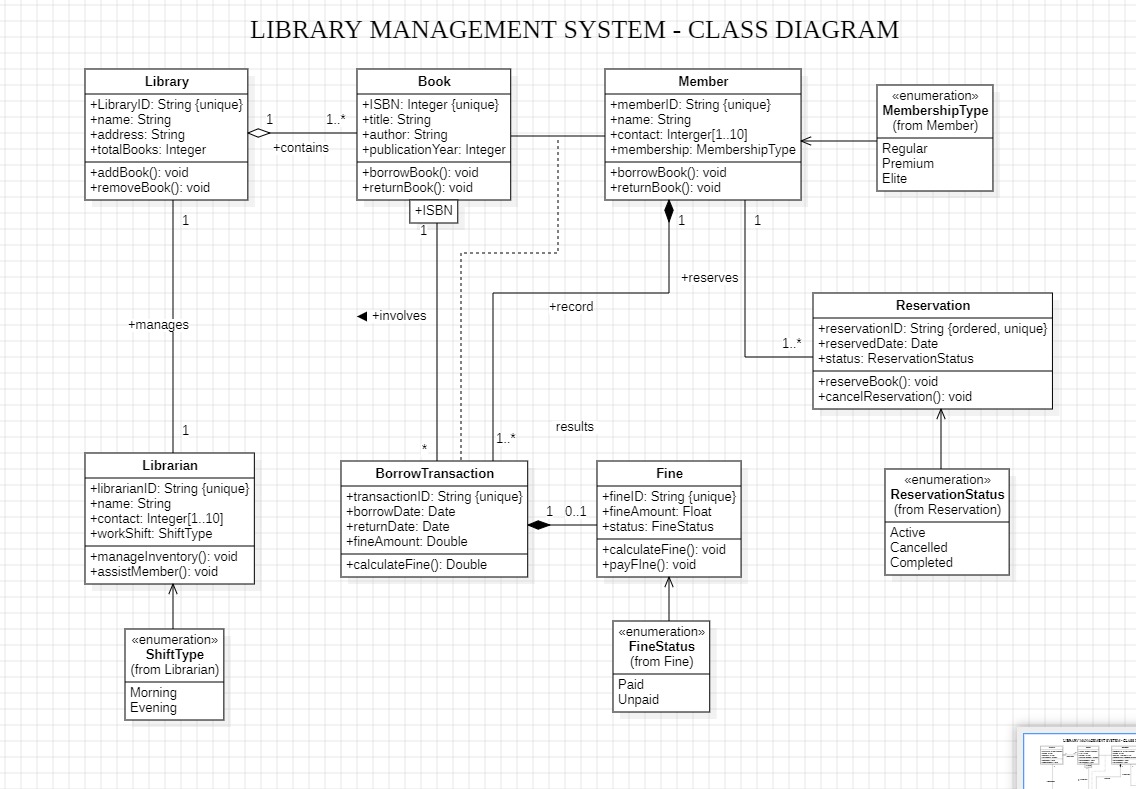 LIBRARY MANAGEMENT SYSTEM - CLASS DIAGRAM
Library
+LibraryID: String {unique}
+name: String
+address: String
+totalBooks: Integer
+addBook(): void
+removeBook(): void
1
1..*
+contains
Book
+ISBN: Integer {unique}
+title: String
+author: String
+publicationYear: Integer
+borrowBook(): void
+returnBook(): void
+ISBN
1
Member
+memberID: String {unique}
+name: String
+contact: Interger[1..10]
+membership: MembershipType
+borrowBook(): void
+returnBook(): void
«enumeration»
MembershipType
(from Member)
Regular
Premium
Elite
1
1
1
+reserves
+record
+involves
+manages
1..*
Reservation
+reservationID: String {ordered, unique}
+reservedDate: Date
+status: ReservationStatus
+reserveBook(): void
+cancelReservation(): void
results
1
*
1..*
Librarian
+librarianID: String {unique}
+name: String
+contact: Integer[1..10]
+workShift: ShiftType
+manageInventory(): void
+assistMember(): void
BorrowTransaction
+transactionID: String {unique}
+borrowDate: Date
+returnDate: Date
+fineAmount: Double
+calculateFine(): Double
1
0..1
Fine
+fineID: String {unique}
+fineAmount: Float
+status: FineStatus
+calculateFine(): void
+payFIne(): void
«enumeration»
ReservationStatus
(from Reservation)
Active
Cancelled
Completed
«enumeration»
ShiftType
(from Librarian)
Morning
Evening
«enumeration»
FineStatus
(from Fine)
Paid
Unpaid